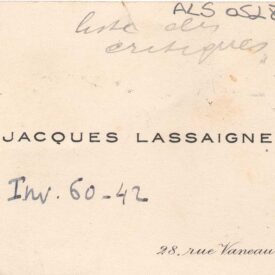 ALS 0528
liste des
critiques
JACQUES LASSAIGNE
Inv. 60-42
28, rue Vaneau